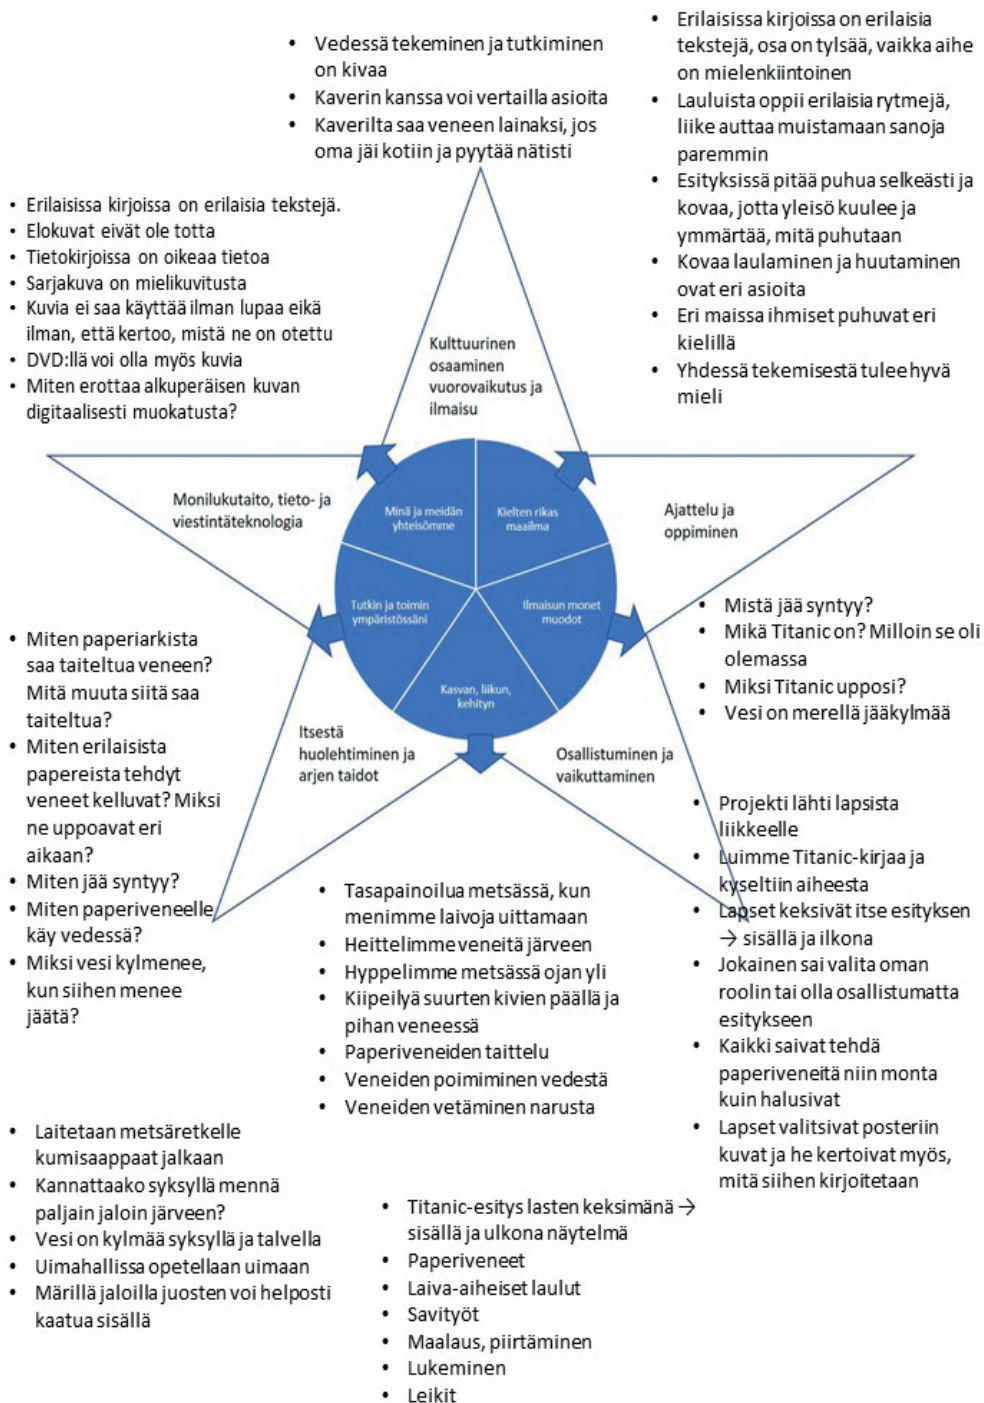 • Vedessä tekeminen ja tutkiminen
on kivaa
• Kaverin kanssa voi vertailla asioita
• Kaverilta saa veneen lainaksi, jos
oma jäi kotiin ja pyytää nätisti
• Erilaisissa kirjoissa on erilaisia
tekstejä, osa on tylsää, vaikka aihe
on mielenkiintoinen
• Lauluista oppii erilaisia rytmejä,
liike auttaa muistamaan sanoja
paremmin
• Esityksissä pitää puhua selkeästi ja
kovaa, jotta yleisö kuulee ja
ymmärtää, mitä puhutaan
• Kovaa laulaminen ja huutaminen
ovat eri asioita
• Eri maissa ihmiset puhuvat eri
kielillä
• Yhdessä tekemisestä tulee hyvä
mieli
• Erilaisissa kirjoissa on erilaisia tekstejä.
• Elokuvat eivät ole totta
• Tietokirjoissa on oikeaa tietoa
• Sarjakuva on mielikuvitusta
• Kuvia ei saa käyttää ilman lupaa eikä
ilman, että kertoo, mistä ne on otettu
• DVD:llä voi olla myös kuvia
• Miten erottaa alkuperäisen kuvan
digitaalisesti muokatusta?
Kulttuurinen
osaaminen
vuorovaikutus ja
ilmaisu
Monilukutaito, tieto- ja
viestintäteknologia
Minä ja meidän
yhteisömme
Kielten rikas
maailma
Ajattelu ja
oppiminen
Tutkin ja toimin
ympäristössäni
Ilmaisun monet
muodot
Kasvan, liikun,
kehityn
Itsestä
huolehtiminen ja
arjen taidot
Osallistuminen ja
vaikuttaminen
• Mistä jää syntyy?
• Mikä Titanic on? Milloin se oli
olemassa
• Miksi Titanic upposi?
• Vesi on merellä jääkylmää
• Miten paperiarkista
saa taiteltua veneen?
Mitä muuta siitä saa
taiteltua?
• Miten erilaisista
papereista tehdyt
veneet kelluvat? Miksi
ne uppoavat eri
aikaan?
• Miten jää syntyy?
• Miten paperiveneelle
käy vedessä?
• Miksi vesi kylmenee,
kun siihen menee
jäätä?
• Projekti lähti lapsista
liikkeelle
• Luimme Titanic-kirjaa ja
kyseltiin aiheesta
• Lapset keksivät itse esityksen
→ sisällä ja ilkona
• Jokainen sai valita oman
roolin tai olla osallistumatta
esitykseen
• Kaikki saivat tehdä
paperiveneitä niin monta
kuin halusivat
• Lapset valitsivat posteriin
kuvat ja he kertoivat myös,
mitä siihen kirjoitetaan
• Tasapainoilua metsässä, kun
menimme laivoja uittamaan
• Heittelimme veneitä järveen
• Hyppelimme metsässä ojan yli
• Kiipeilyä suurten kivien päällä ja
pihan veneessä
• Paperiveneiden taittelu
• Veneiden poimiminen vedestä
• Veneiden vetäminen narusta
• Laitetaan metsäretkelle
kumisaappaat jalkaan
• Kannattaako syksyllä mennä
paljain jaloin järveen?
• Vesi on kylmää syksyllä ja talvella
• Uimahallissa opetellaan uimaan
• Märillä jaloilla juosten voi helposti
kaatua sisällä
• Titanic-esitys lasten keksimänä →
sisällä ja ulkona näytelmä
• Paperiveneet
• Laiva-aiheiset laulut
• Savityöt
• Maalaus, piirtäminen
• Lukeminen
• Leikit